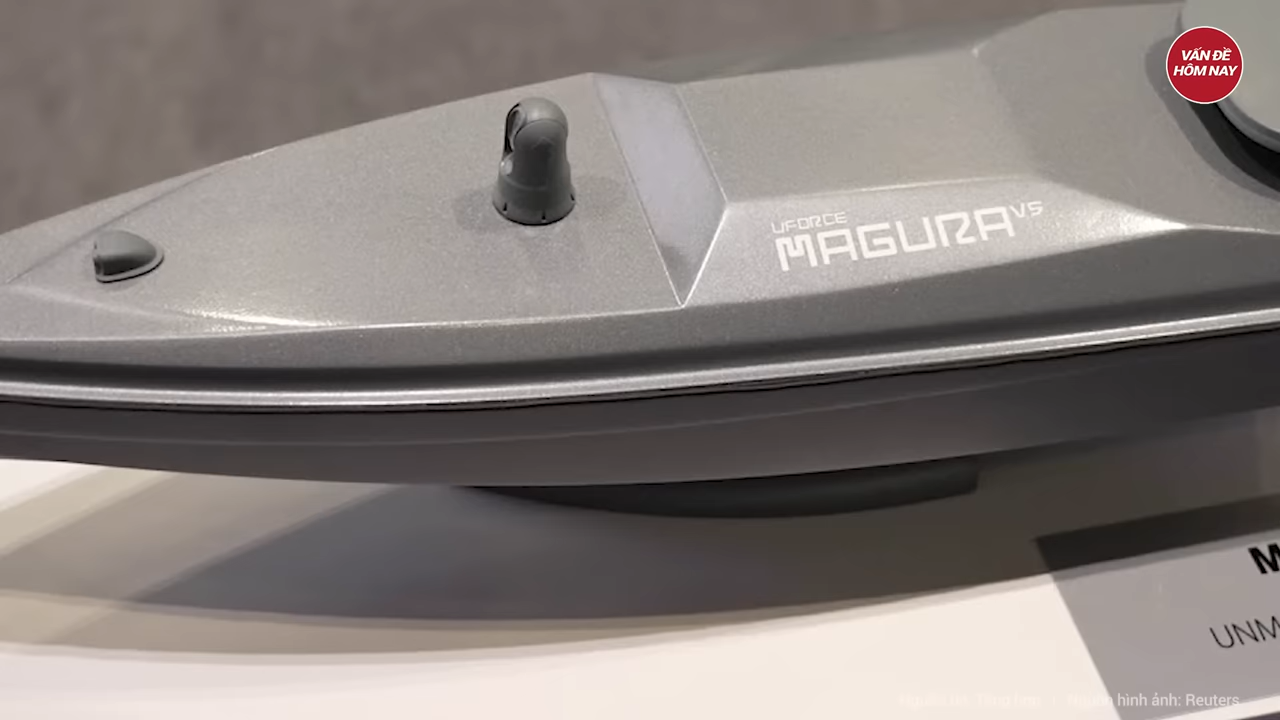 VẤN ĐỀ
HÔM NAY
UFORCE
MAGURA V5
M
UNM
Nguồn hình ảnh: Reuters